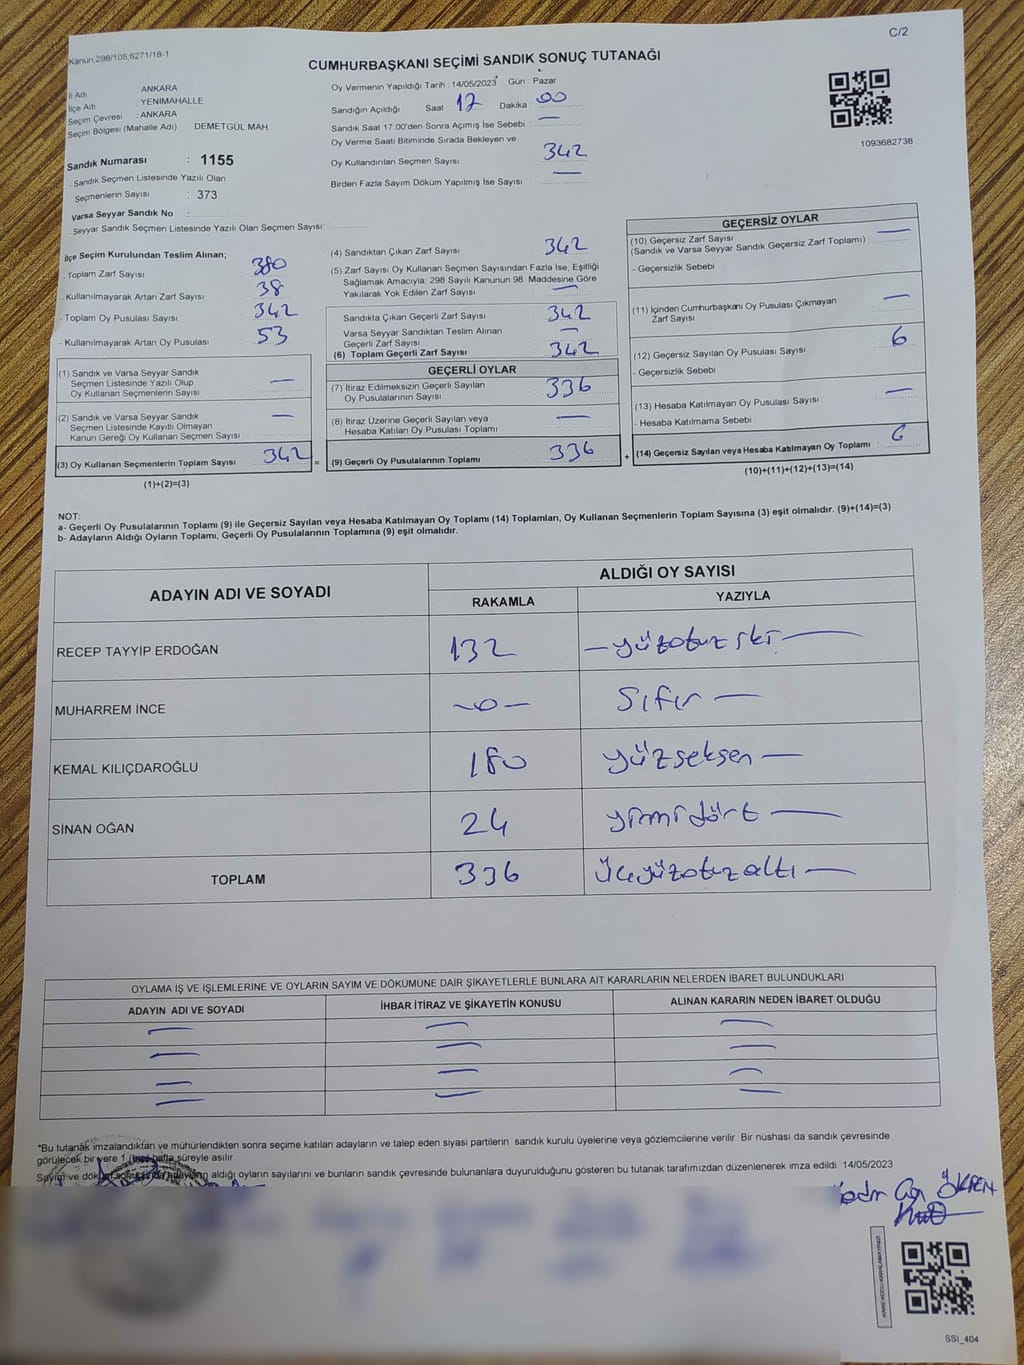 Kanun,298/105;6271/18-1
C/2
CUMHURBAŞKANI SEÇİMİ SANDIK SONUÇ TUTANAĞI
İl Adı ANKARA
İlçe Adı YENİMAHALLE
Seçim Çevresi : ANKARA
Seçim Bölgesi (Mahalle Adı) DEMETGÜL MAH.
Sandık Numarası : 1155
- Sandık Seçmen Listesinde Yazılı Olan
Seçmenlerin Sayısı : 373
Varsa Seyyar Sandık No :
- Seyyar Sandık Seçmen Listesinde Yazılı Olan Seçmen Sayısı:
Oy Vermenin Yapıldığı Tarih : 14/05/2023 Gün : Pazar
Sandığın Açıldığı Saat 17 Dakika : 00
Sandık Saat 17:00'den Sonra Açımış İse Sebebi : —
Oy Verme Saati Bitiminde Sırada Bekleyen ve
Oy Kullandırılan Seçmen Sayısı : 342
Birden Fazla Sayım Döküm Yapılmış İse Sayısı : —
1093682738
İlçe Seçim Kurulundan Teslim Alınan;
- Toplam Zarf Sayısı : 380
- Kullanılmayarak Artan Zarf Sayısı : 38
- Toplam Oy Pusulası Sayısı : 342
- Kullanılmayarak Artan Oy Pusulası : 53
(1) Sandık ve Varsa Seyyar Sandık
Seçmen Listesinde Yazılı Olup
Oy Kullanan Seçmenlerin Sayısı : —
(2) Sandık ve Varsa Seyyar Sandık
Seçmen Listesinde Kayıtlı Olmayan
Kanun Gereği Oy Kullanan Seçmen Sayısı : —
(3) Oy Kullanan Seçmenlerin Toplam Sayısı : 342 =
(1)+(2)=(3)
(4) Sandıktan Çıkan Zarf Sayısı : 342
(5) Zarf Sayısı Oy Kullanan Seçmen Sayısından Fazla İse, Eşitliği
Sağlamak Amacıyla, 298 Sayılı Kanunun 98. Maddesine Göre
Yakılarak Yok Edilen Zarf Sayısı : —
Sandıkta Çıkan Geçerli Zarf Sayısı : 342
Varsa Seyyar Sandıktan Teslim Alınan
Geçerli Zarf Sayısı : —
(6) Toplam Geçerli Zarf Sayısı : 342
GEÇERLİ OYLAR
(7) İtiraz Edilmeksizin Geçerli Sayılan
Oy Pusulalarının Sayısı : 336
(8) İtiraz Üzerine Geçerli Sayılan veya
Hesaba Katılan Oy Pusulası Toplamı : —
(9) Geçerli Oy Pusulalarının Toplamı : 336 +
GEÇERSİZ OYLAR
(10) Geçersiz Zarf Sayısı
(Sandık ve Varsa Seyyar Sandık Geçersiz Zarf Toplamı) : —
- Geçersizlik Sebebi :
(11) İçinden Cumhurbaşkanı Oy Pusulası Çıkmayan
Zarf Sayısı : —
(12) Geçersiz Sayılan Oy Pusulası Sayısı : 6
- Geçersizlik Sebebi
(13) Hesaba Katılmayan Oy Pusulası Sayısı : —
- Hesaba Katılmama Sebebi :
(14) Geçersiz Sayılan veya Hesaba Katılmayan Oy Toplamı : 6
(10)+(11)+(12)+(13)=(14)
NOT:
a- Geçerli Oy Pusulalarının Toplamı (9) ile Geçersiz Sayılan veya Hesaba Katılmayan Oy Toplamı (14) Toplamları, Oy Kullanan Seçmenlerin Toplam Sayısına (3) eşit olmalıdır. (9)+(14)=(3)
b- Adayların Aldığı Oyların Toplamı, Geçerli Oy Pusulalarının Toplamına (9) eşit olmalıdır.
ADAYIN ADI VE SOYADI ALDIĞI OY SAYISI
RAKAMLA YAZIYLA
RECEP TAYYİP ERDOĞAN 132 — yüzotuz iki —
MUHARREM İNCE — 0 — Sıfır —
KEMAL KILIÇDAROĞLU 180 yüzseksen —
SİNAN OĞAN 24 yirmidört —
TOPLAM 336 Üçyüzotuzaltı —
OYLAMA İŞ VE İŞLEMLERİNE VE OYLARIN SAYIM VE DÖKÜMÜNE DAİR ŞİKAYETLERLE BUNLARA AİT KARARLARIN NELERDEN İBARET BULUNDUKLARI
ADAYIN ADI VE SOYADI İHBAR İTİRAZ VE ŞİKAYETİN KONUSU ALINAN KARARIN NEDEN İBARET OLDUĞU
— — —
— — —
— — —
— — —
*Bu tutanak imzalandıktan ve mühürlendikten sonra seçime katılan adayların ve talep eden siyasi partilerin sandık kurulu üyelerine veya gözlemcilerine verilir. Bir nüshası da sandık çevresinde
görülecek bir yere 1 (bir) hafta süreyle asılır.
Sayım ve döküm sonucunda adayların aldığı oyların sayılarını ve bunların sandık çevresinde bulunanlara duyurulduğunu gösteren bu tutanak tarafımızdan düzenlenerek imza edildi. 14/05/2023
SSİ_404